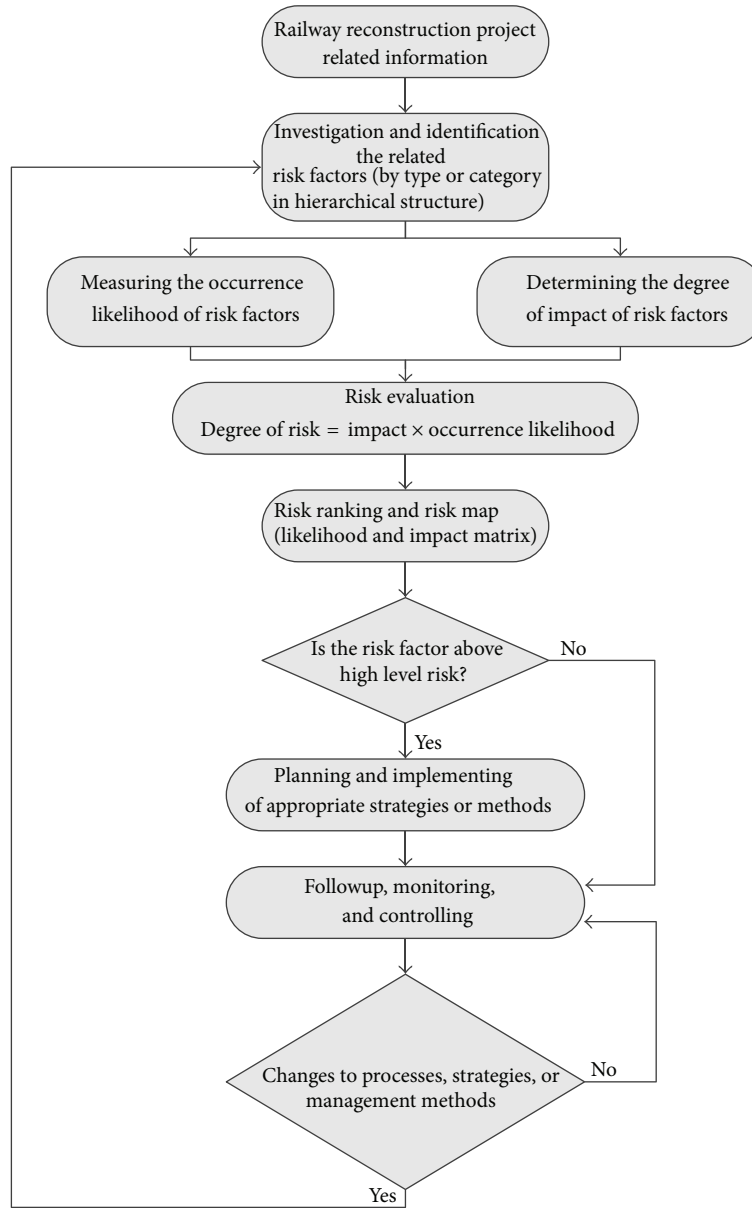 Railway reconstruction project
related information
Investigation and identification
the related
risk factors (by type or category
in hierarchical structure)
Measuring the occurrence
likelihood of risk factors
Determining the degree
of impact of risk factors
Risk evaluation
Degree of risk = impact × occurrence likelihood
Risk ranking and risk map
(likelihood and impact matrix)
Is the risk factor above
high level risk?
No
Yes
Planning and implementing
of appropriate strategies or methods
Followup, monitoring,
and controlling
Changes to processes, strategies, or
management methods
No
Yes